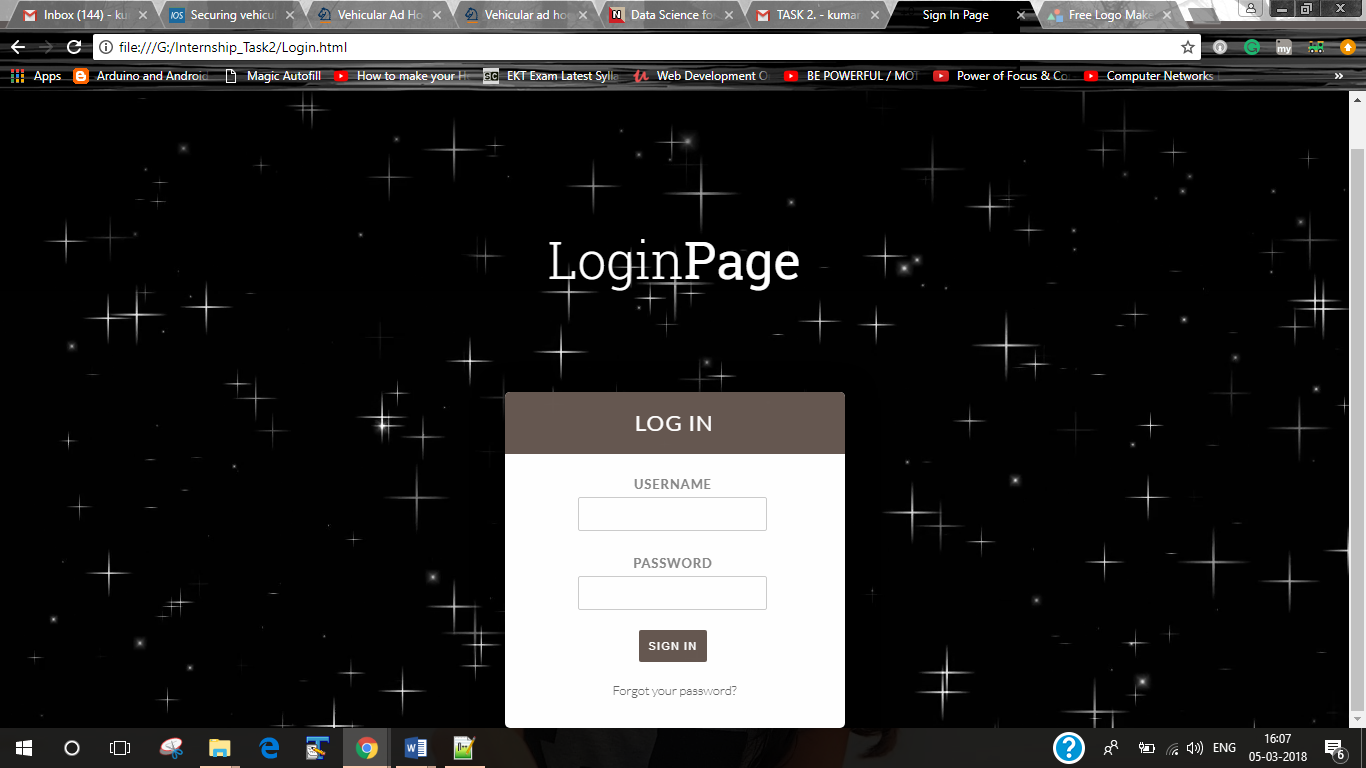 Inbox (144) - ku
Securing vehicu
Vehicular Ad Ho
Vehicular ad ho
Data Science fo
TASK 2. - kumar
Sign In Page
Free Logo Make
file:///G:/Internship_Task2/Login.html
Apps
Arduino and Android
Magic Autofill
How to make your H
EKT Exam Latest Sylla
Web Development O
BE POWERFUL / MOT
Power of Focus & Co
Computer Networks
»
LoginPage
LOG IN
USERNAME
PASSWORD
SIGN IN
Forgot your password?
ENG
16:07
05-03-2018
6